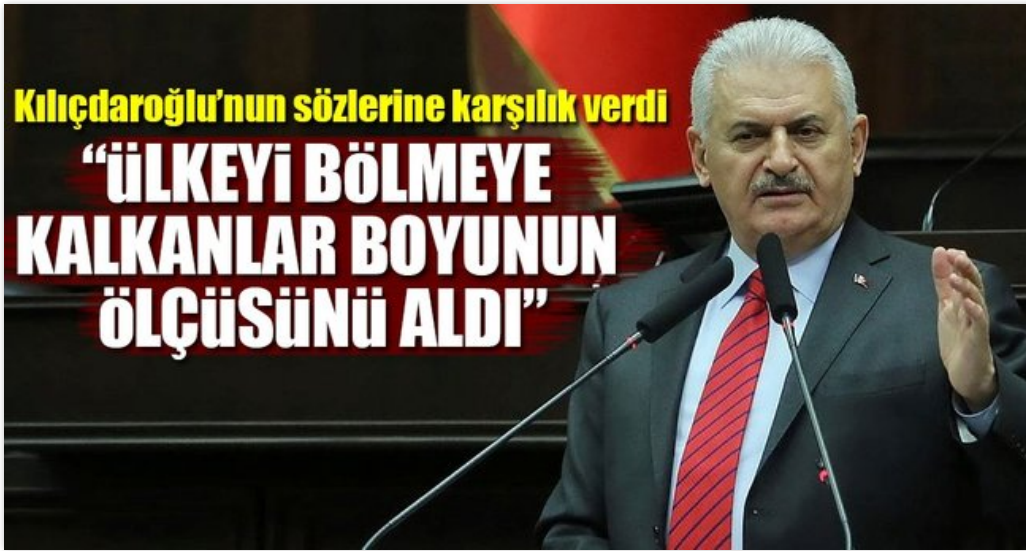 Kılıçdaroğlu’nun sözlerine karşılık verdi
“ÜLKEYİ BÖLMEYE
KALKANLAR BOYUNUN
ÖLÇÜSÜNÜ ALDI”